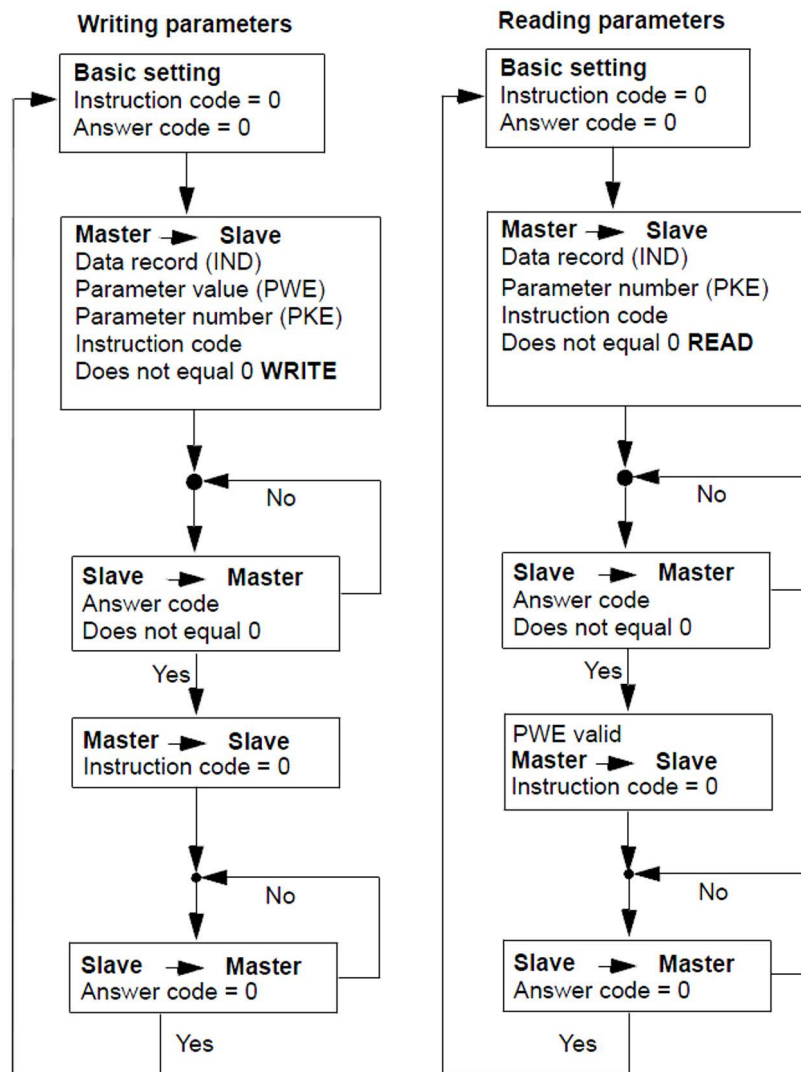 Writing parameters
Basic setting
Instruction code = 0
Answer code = 0
Master Slave
Data record (IND)
Parameter value (PWE)
Parameter number (PKE)
Instruction code
Does not equal 0 WRITE
No
Slave Master
Answer code
Does not equal 0
Yes
Master Slave
Instruction code = 0
No
Slave Master
Answer code = 0
Yes
Reading parameters
Basic setting
Instruction code = 0
Answer code = 0
Master Slave
Data record (IND)
Parameter number (PKE)
Instruction code
Does not equal 0 READ
No
Slave Master
Answer code
Does not equal 0
Yes
PWE valid
Master Slave
Instruction code = 0
No
Slave Master
Answer code = 0
Yes